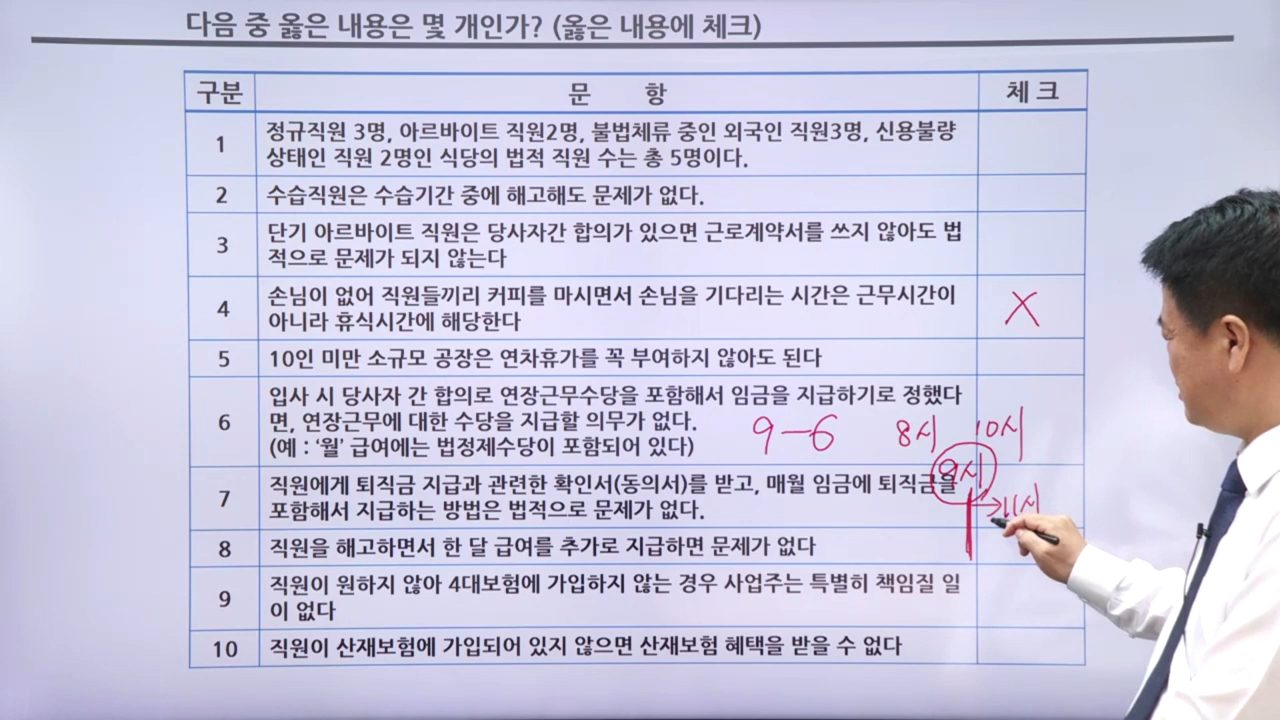 다음 중 옳은 내용은 몇 개인가? (옳은 내용에 체크)
구분 문 항 체 크
1 정규직원 3명, 아르바이트 직원2명, 불법체류 중인 외국인 직원3명, 신용불량
상태인 직원 2명인 식당의 법적 직원 수는 총 5명이다.
2 수습직원은 수습기간 중에 해고해도 문제가 없다.
3 단기 아르바이트 직원은 당사자간 합의가 있으면 근로계약서를 쓰지 않아도 법
적으로 문제가 되지 않는다
4 손님이 없어 직원들끼리 커피를 마시면서 손님을 기다리는 시간은 근무시간이 X
아니라 휴식시간에 해당한다
5 10인 미만 소규모 공장은 연차휴가를 꼭 부여하지 않아도 된다
6 입사 시 당사자 간 합의로 연장근무수당을 포함해서 임금을 지급하기로 정했다
면, 연장근무에 대한 수당을 지급할 의무가 없다.
(예 : ‘월’ 급여에는 법정제수당이 포함되어 있다) 9-6 8시 10시
9시
7 직원에게 퇴직금 지급과 관련한 확인서(동의서)를 받고, 매월 임금에 퇴직금을
포함해서 지급하는 방법은 법적으로 문제가 없다. 11시
8 직원을 해고하면서 한 달 급여를 추가로 지급하면 문제가 없다
9 직원이 원하지 않아 4대보험에 가입하지 않는 경우 사업주는 특별히 책임질 일
이 없다
10 직원이 산재보험에 가입되어 있지 않으면 산재보험 혜택을 받을 수 없다